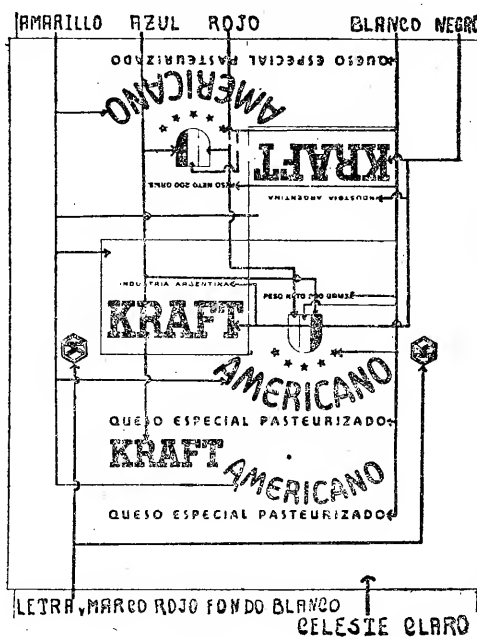 AMARILLO AZUL ROJO BLANCO NEGRO
QUESO ESPECIAL PASTEURIZADO
AMERICANO
KRAFT
PESO NETO 200 GRMS
INDUSTRIA ARGENTINA
INDUSTRIA ARGENTINA
PESO NETO 200 GRMS
KRAFT
AMERICANO
QUESO ESPECIAL PASTEURIZADO
KRAFT
AMERICANO
QUESO ESPECIAL PASTEURIZADO
LETRA y MARCO ROJO FONDO BLANCO
CELESTE CLARO